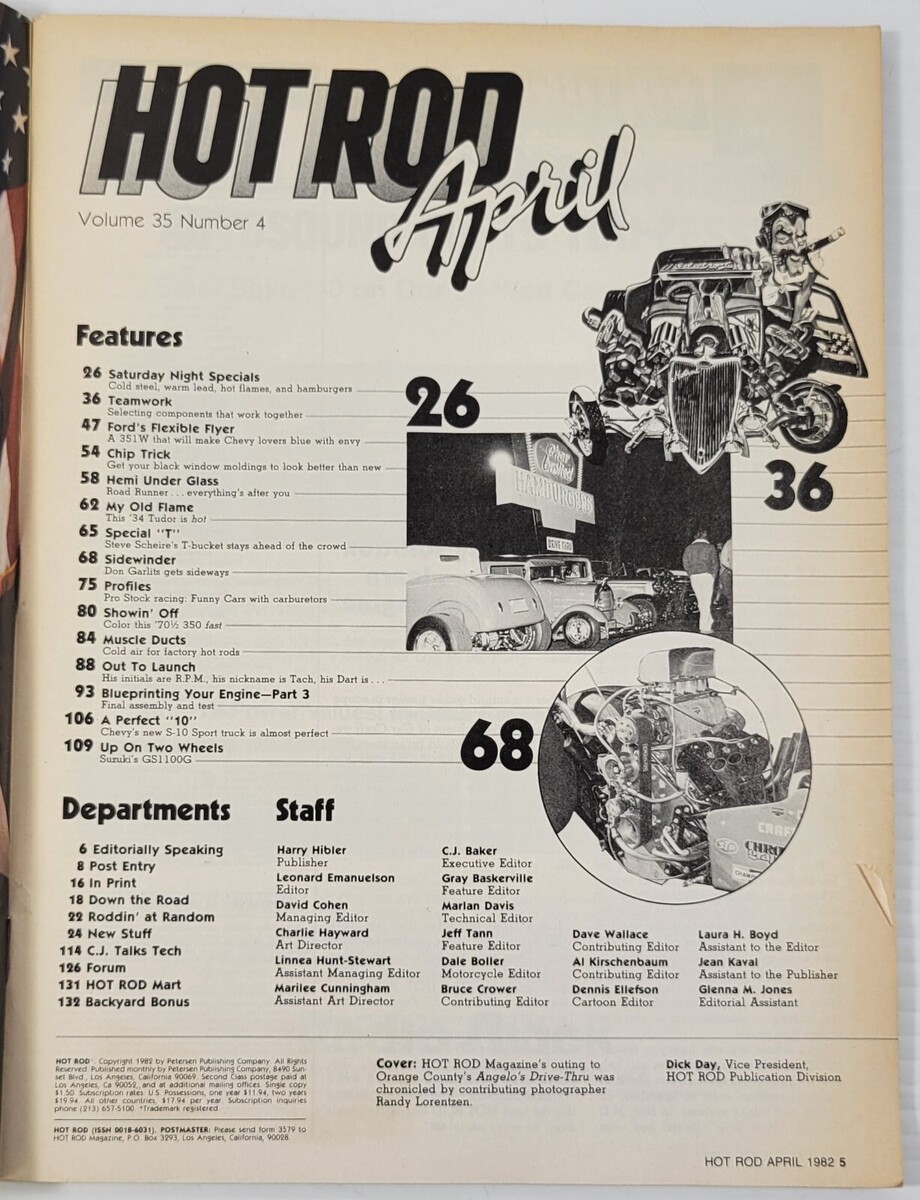 HOT ROD
April
Volume 35 Number 4
Features
26 Saturday Night Specials
Cold steel, warm lead, hot flames, and hamburgers
36 Teamwork
Selecting components that work together
47 Ford's Flexible Flyer
A 351W that will make Chevy lovers blue with envy
54 Chip Trick
Get your black window moldings to look better than new
58 Hemi Under Glass
Road Runner . . . everything's after you
62 My Old Flame
This '34 Tudor is hot
65 Special "T"
Steve Scheire's T-bucket stays ahead of the crowd
68 Sidewinder
Don Garlits gets sideways
75 Profiles
Pro Stock racing: Funny Cars with carburetors
80 Showin' Off
Color this '70½ 350 fast
84 Muscle Ducts
Cold air for factory hot rods
88 Out To Launch
His initials are R.P.M., his nickname is Tach, his Dart is . . .
93 Blueprinting Your Engine—Part 3
Final assembly and test
106 A Perfect "10"
Chevy's new S-10 Sport truck is almost perfect
109 Up On Two Wheels
Suzuki's GS1100G
26
36
Char Broiled
HAMBURGERS
DRIVE THRU
68
STP
CHAMPION
Departments
6 Editorially Speaking
8 Post Entry
16 In Print
18 Down the Road
22 Roddin' at Random
24 New Stuff
114 C.J. Talks Tech
126 Forum
131 HOT ROD Mart
132 Backyard Bonus
Staff
Harry Hibler
Publisher
Leonard Emanuelson
Editor
David Cohen
Managing Editor
Charlie Hayward
Art Director
Linnea Hunt-Stewart
Assistant Managing Editor
Marilee Cunningham
Assistant Art Director
C.J. Baker
Executive Editor
Gray Baskerville
Feature Editor
Marlan Davis
Technical Editor
Jeff Tann
Feature Editor
Dale Boller
Motorcycle Editor
Bruce Crower
Contributing Editor
Dave Wallace
Contributing Editor
Al Kirschenbaum
Contributing Editor
Dennis Ellefson
Cartoon Editor
Laura H. Boyd
Assistant to the Editor
Jean Kaval
Assistant to the Publisher
Glenna M. Jones
Editorial Assistant
HOT ROD*. Copyright 1982 by Petersen Publishing Company. All Rights
Reserved. Published monthly by Petersen Publishing Company, 8490 Sun-
set Blvd., Los Angeles, California 90069. Second Class postage paid at
Los Angeles, Ca 90052, and at additional mailing offices. Single copy
$1.50. Subscription rates: U.S. Possessions, one year $11.94, two years
$19.94. All other countries, $17.94 per year. Subscription inquiries
phone (213) 657-5100. *Trademark registered.
HOT ROD (ISSN 0018-6031). POSTMASTER: Please send form 3579 to
HOT ROD Magazine, P.O. Box 3293, Los Angeles, California, 90028.
Cover: HOT ROD Magazine's outing to
Orange County's Angelo's Drive-Thru was
chronicled by contributing photographer
Randy Lorentzen.
Dick Day, Vice President,
HOT ROD Publication Division
HOT ROD APRIL 1982 5